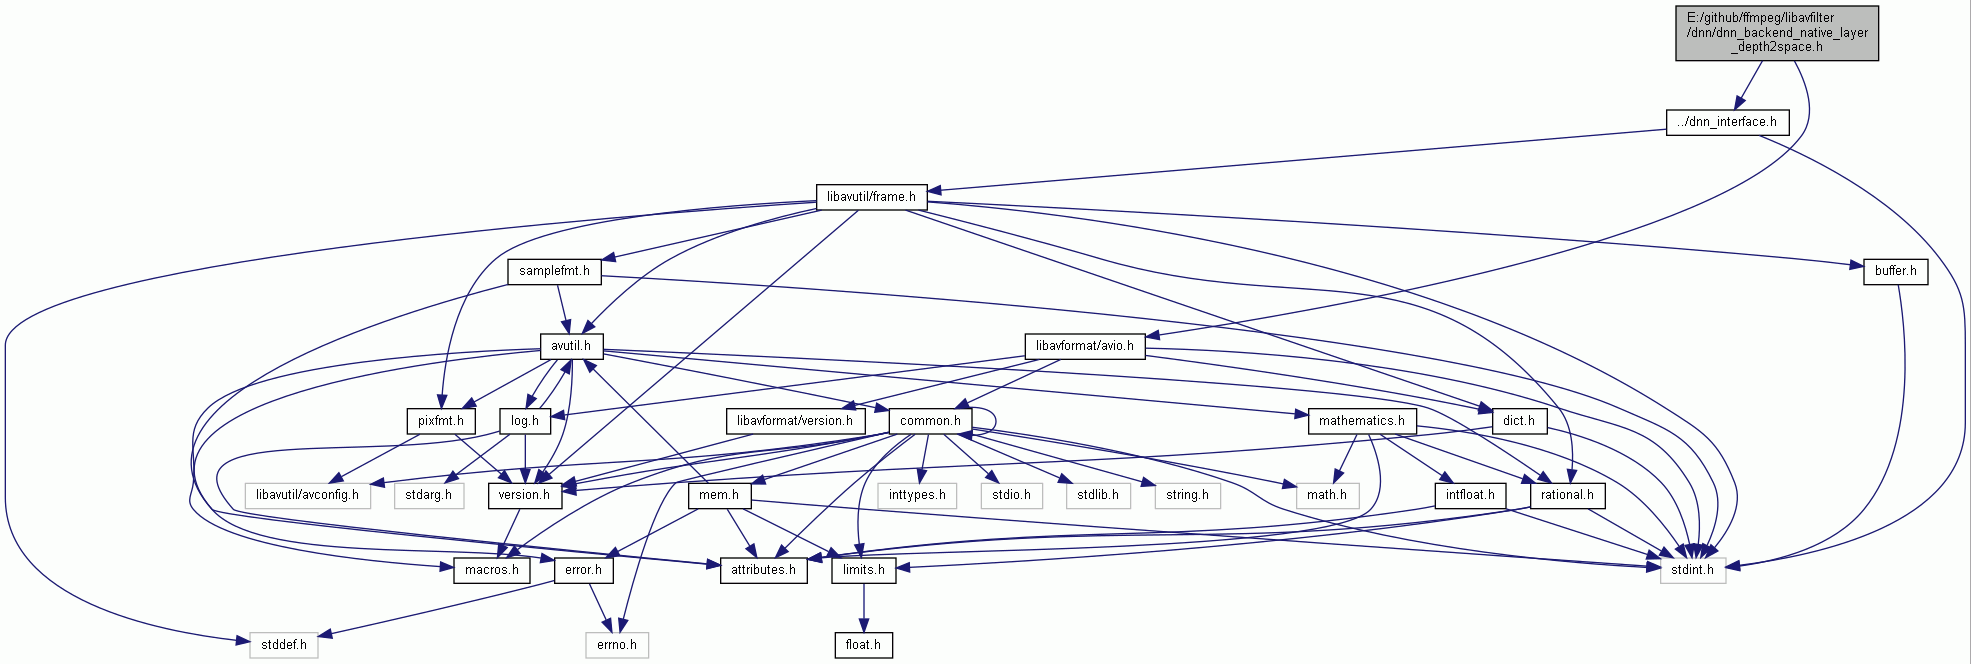 E:/github/ffmpeg/libavfilter
/dnn/dnn_backend_native_layer
_depth2space.h
../dnn_interface.h
libavutil/frame.h
samplefmt.h
buffer.h
avutil.h
libavformat/avio.h
pixfmt.h
log.h
libavformat/version.h
common.h
mathematics.h
dict.h
libavutil/avconfig.h
stdarg.h
version.h
mem.h
inttypes.h
stdio.h
stdlib.h
string.h
math.h
intfloat.h
rational.h
macros.h
error.h
attributes.h
limits.h
stdint.h
stddef.h
errno.h
float.h